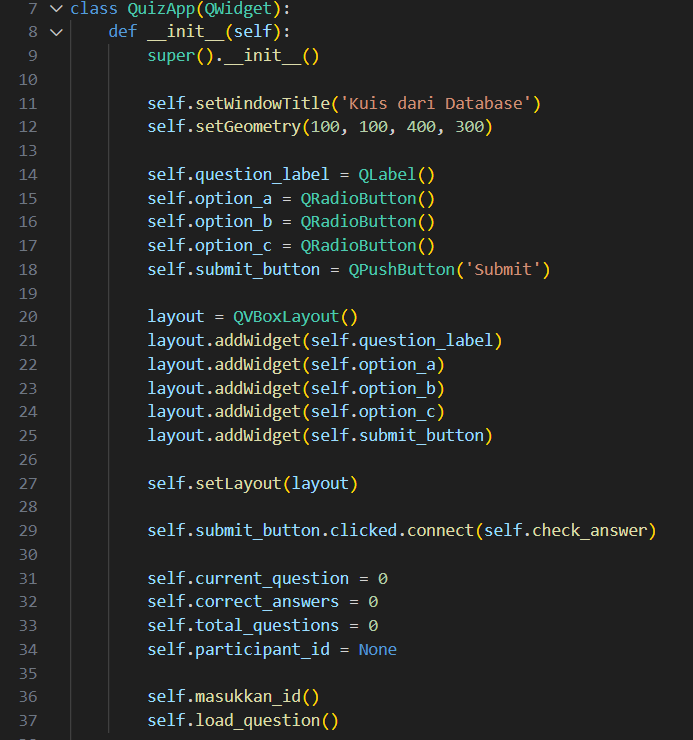 7 class QuizApp(QWidget):
8     def __init__(self):
9         super().__init__()
10
11         self.setWindowTitle('Kuis dari Database')
12         self.setGeometry(100, 100, 400, 300)
13
14         self.question_label = QLabel()
15         self.option_a = QRadioButton()
16         self.option_b = QRadioButton()
17         self.option_c = QRadioButton()
18         self.submit_button = QPushButton('Submit')
19
20         layout = QVBoxLayout()
21         layout.addWidget(self.question_label)
22         layout.addWidget(self.option_a)
23         layout.addWidget(self.option_b)
24         layout.addWidget(self.option_c)
25         layout.addWidget(self.submit_button)
26
27         self.setLayout(layout)
28
29         self.submit_button.clicked.connect(self.check_answer)
30
31         self.current_question = 0
32         self.correct_answers = 0
33         self.total_questions = 0
34         self.participant_id = None
35
36         self.masukkan_id()
37         self.load_question()